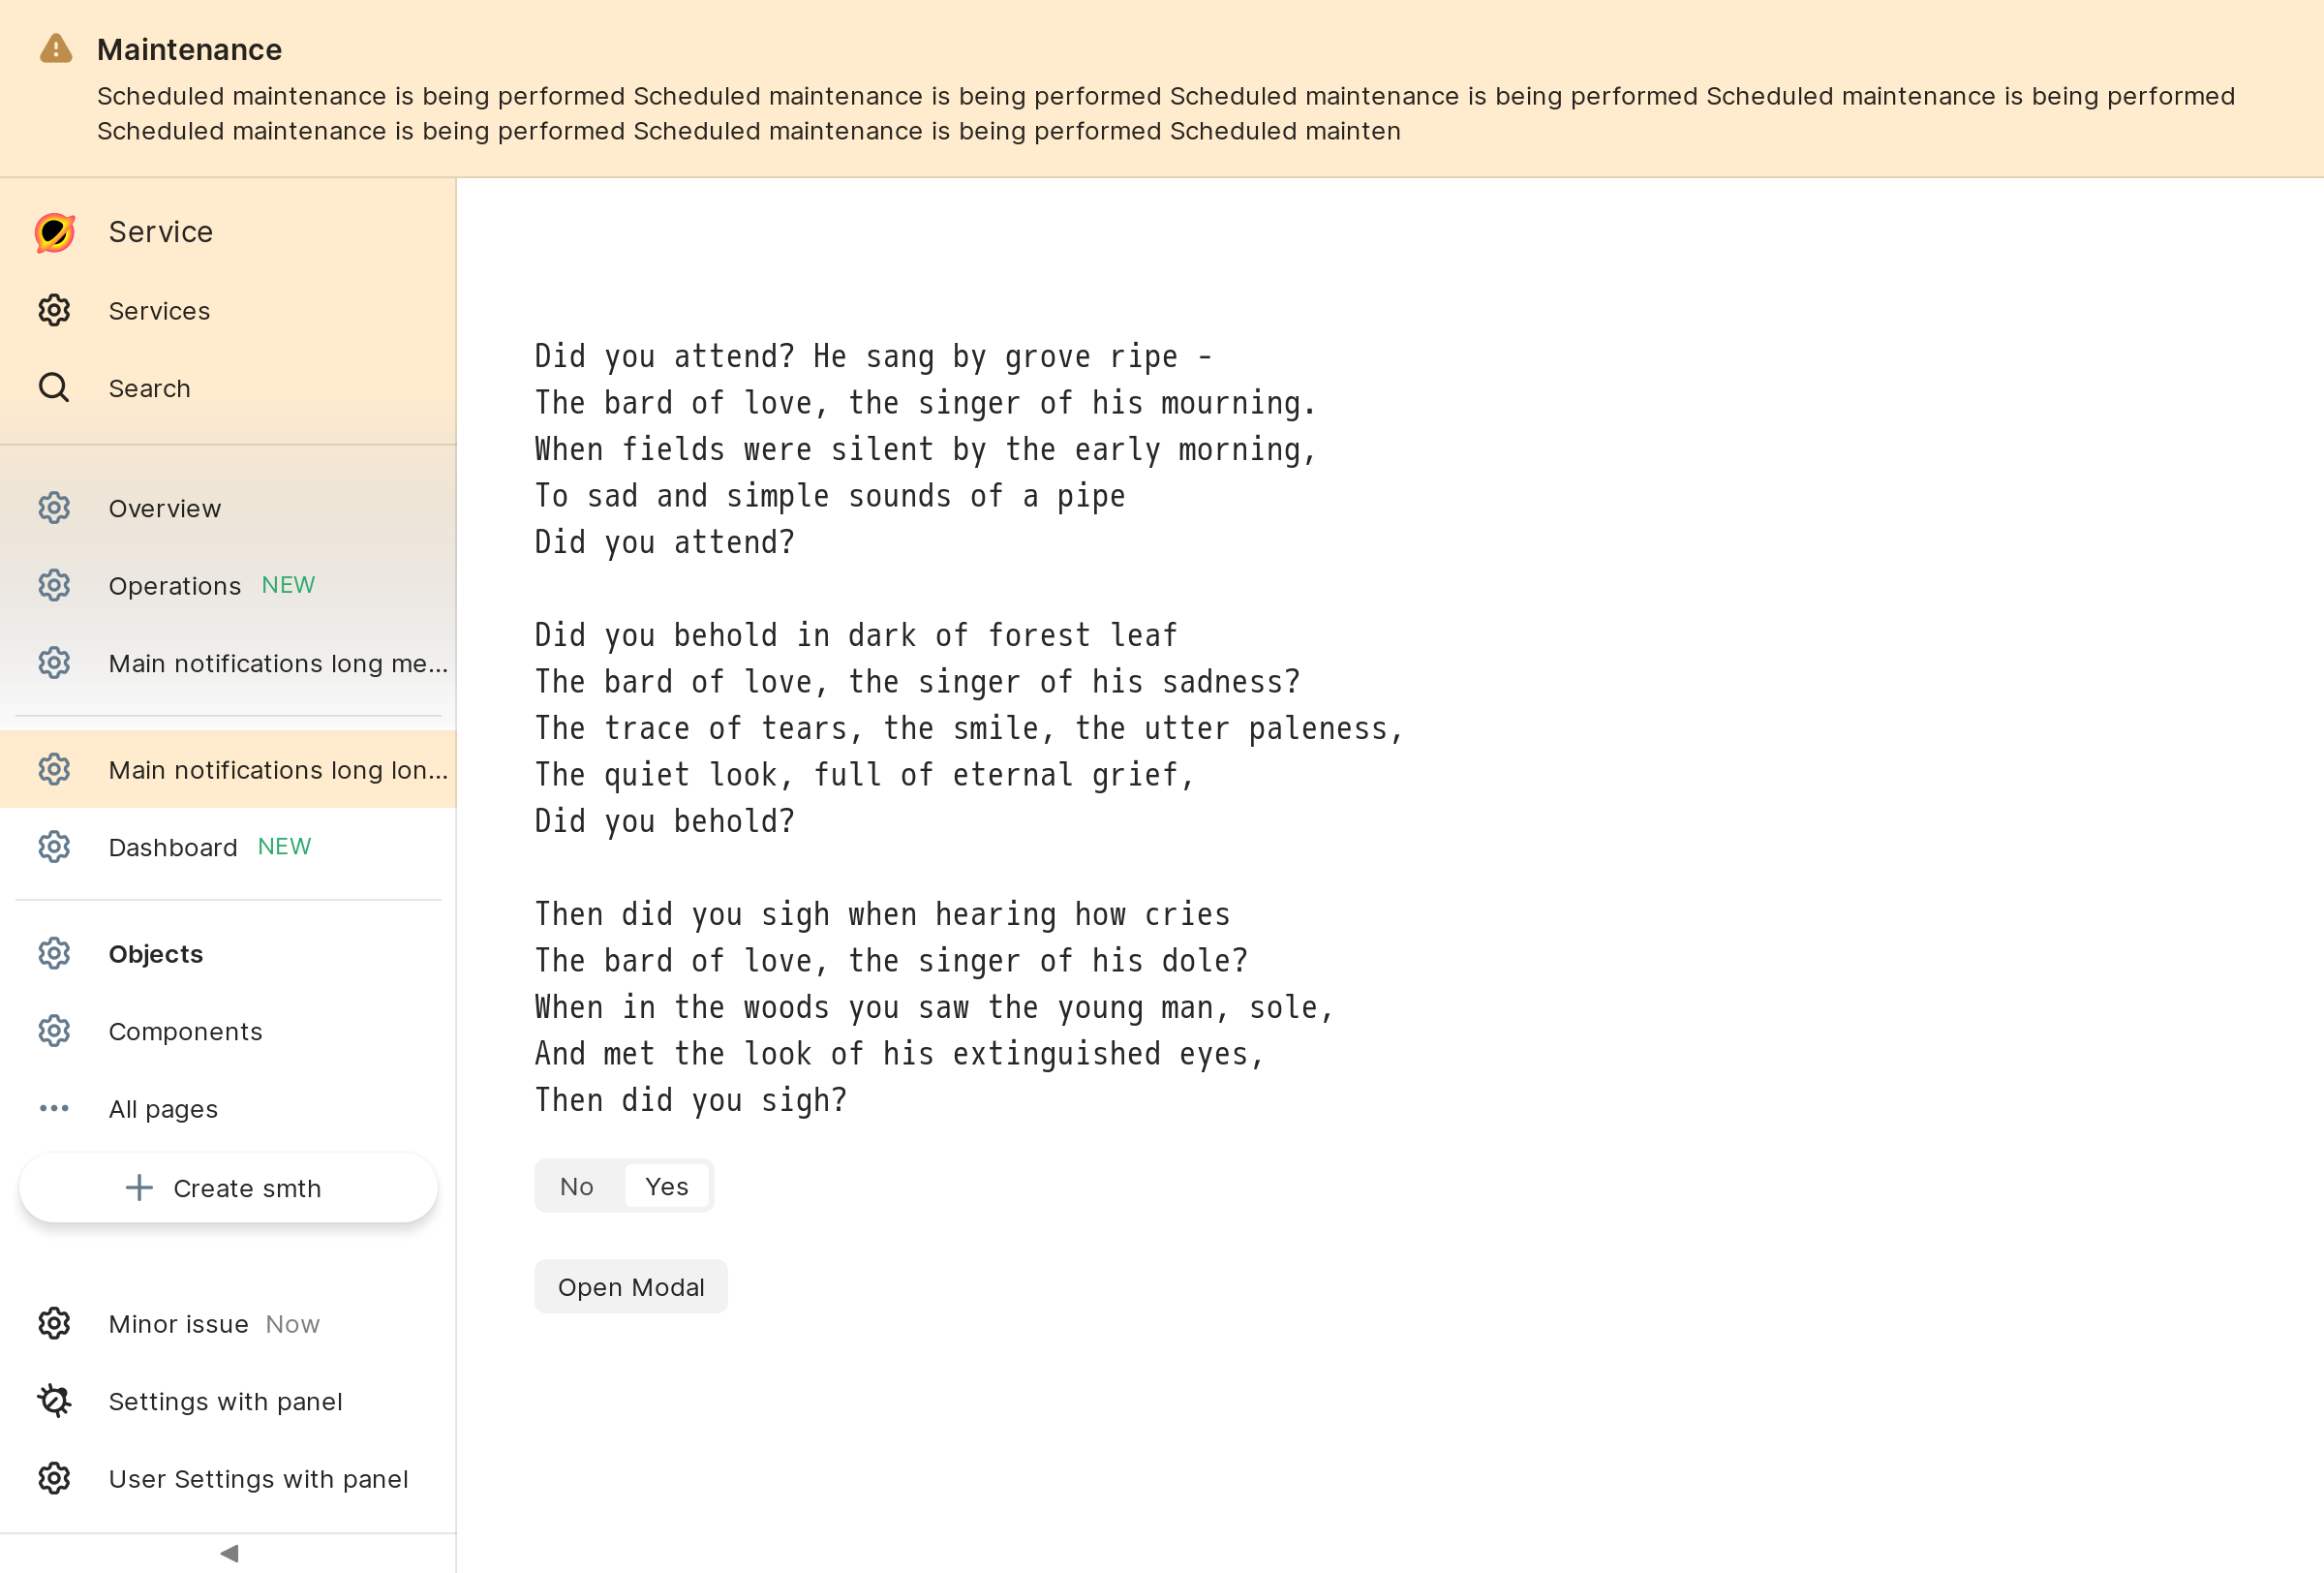 Maintenance
Scheduled maintenance is being performed Scheduled maintenance is being performed Scheduled maintenance is being performed Scheduled maintenance is being performed
Scheduled maintenance is being performed Scheduled maintenance is being performed Scheduled mainten
Service
Services
Search
Overview
Operations NEW
Main notifications long me...
Main notifications long lon...
Dashboard NEW
Objects
Components
All pages
Create smth
Minor issue Now
Settings with panel
User Settings with panel
Did you attend? He sang by grove ripe -
The bard of love, the singer of his mourning.
When fields were silent by the early morning,
To sad and simple sounds of a pipe
Did you attend?
Did you behold in dark of forest leaf
The bard of love, the singer of his sadness?
The trace of tears, the smile, the utter paleness,
The quiet look, full of eternal grief,
Did you behold?
Then did you sigh when hearing how cries
The bard of love, the singer of his dole?
When in the woods you saw the young man, sole,
And met the look of his extinguished eyes,
Then did you sigh?
No Yes
Open Modal